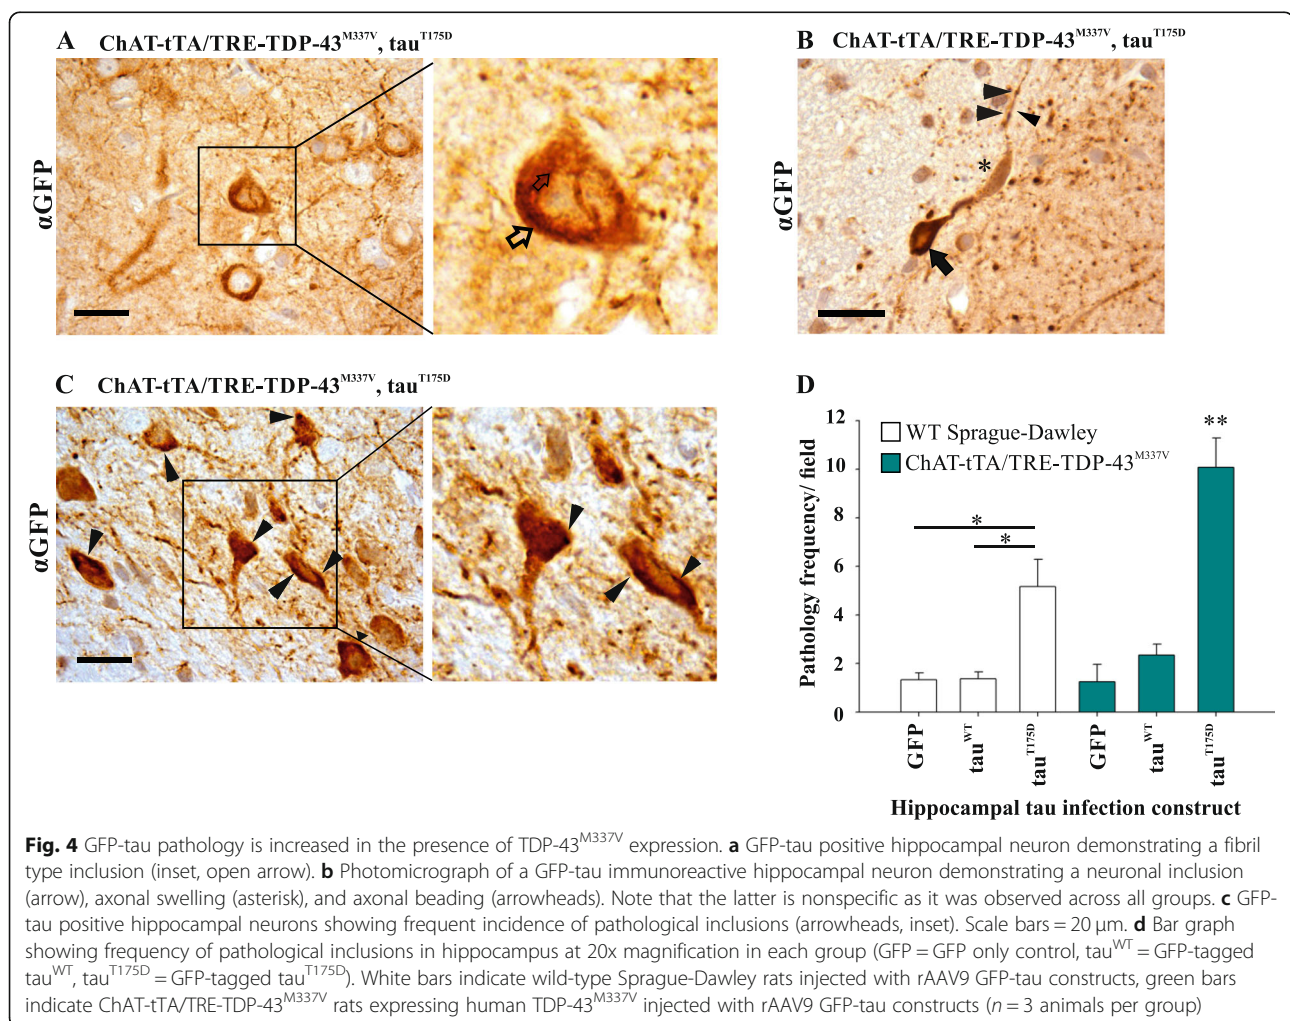 A ChAT-tTA/TRE-TDP-43M337V, tauT175D
αGFP
B ChAT-tTA/TRE-TDP-43M337V, tauT175D
αGFP
*
C ChAT-tTA/TRE-TDP-43M337V, tauT175D
αGFP
D
Pathology frequency/ field
12
10
8
6
4
2
0
WT Sprague-Dawley
ChAT-tTA/TRE-TDP-43M337V
*
*
**
GFP
tauWT
tauT175D
GFP
tauWT
tauT175D
Hippocampal tau infection construct
Fig. 4 GFP-tau pathology is increased in the presence of TDP-43M337V expression. a GFP-tau positive hippocampal neuron demonstrating a fibril
type inclusion (inset, open arrow). b Photomicrograph of a GFP-tau immunoreactive hippocampal neuron demonstrating a neuronal inclusion
(arrow), axonal swelling (asterisk), and axonal beading (arrowheads). Note that the latter is nonspecific as it was observed across all groups. c GFP-
tau positive hippocampal neurons showing frequent incidence of pathological inclusions (arrowheads, inset). Scale bars = 20 μm. d Bar graph
showing frequency of pathological inclusions in hippocampus at 20x magnification in each group (GFP = GFP only control, tauWT = GFP-tagged
tauWT, tauT175D = GFP-tagged tauT175D). White bars indicate wild-type Sprague-Dawley rats injected with rAAV9 GFP-tau constructs, green bars
indicate ChAT-tTA/TRE-TDP-43M337V rats expressing human TDP-43M337V injected with rAAV9 GFP-tau constructs (n = 3 animals per group)